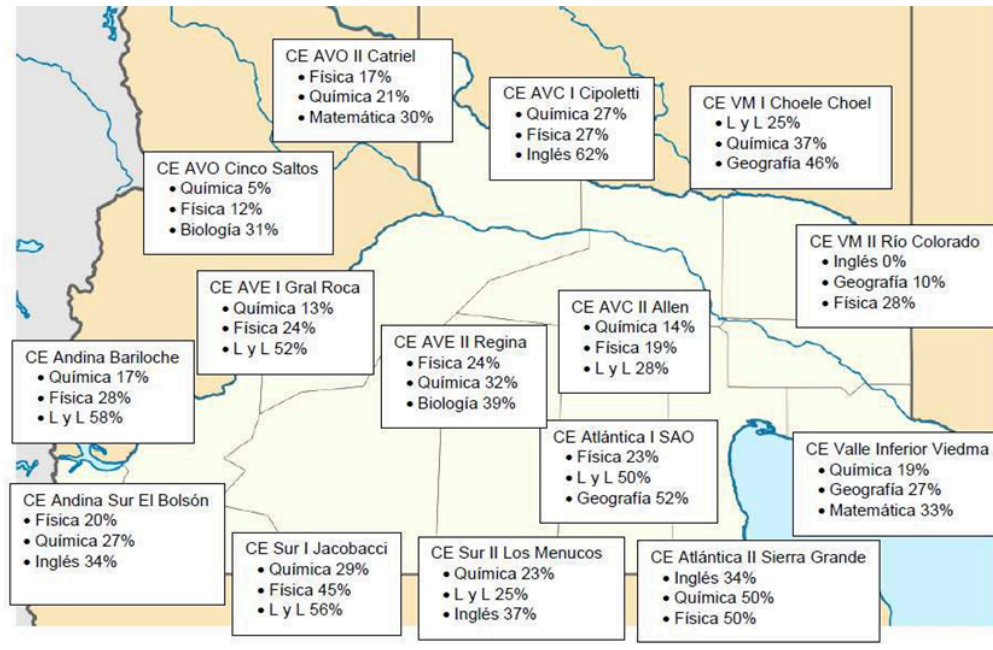 CE AVO II Catriel
• Física 17%
• Química 21%
• Matemática 30%
CE AVC I Cipoletti
• Química 27%
• Física 27%
• Inglés 62%
CE VM I Choele Choel
• L y L 25%
• Química 37%
• Geografía 46%
CE AVO Cinco Saltos
• Química 5%
• Física 12%
• Biología 31%
CE VM II Río Colorado
• Inglés 0%
• Geografía 10%
• Física 28%
CE AVE I Gral Roca
• Química 13%
• Física 24%
• L y L 52%
CE AVC II Allen
• Química 14%
• Física 19%
• L y L 28%
CE AVE II Regina
• Física 24%
• Química 32%
• Biología 39%
CE Andina Bariloche
• Química 17%
• Física 28%
• L y L 58%
CE Atlántica I SAO
• Física 23%
• L y L 50%
• Geografía 52%
CE Valle Inferior Viedma
• Química 19%
• Geografía 27%
• Matemática 33%
CE Andina Sur El Bolsón
• Física 20%
• Química 27%
• Inglés 34%
CE Sur I Jacobacci
• Química 29%
• Física 45%
• L y L 56%
CE Sur II Los Menucos
• Química 23%
• L y L 25%
• Inglés 37%
CE Atlántica II Sierra Grande
• Inglés 34%
• Química 50%
• Física 50%